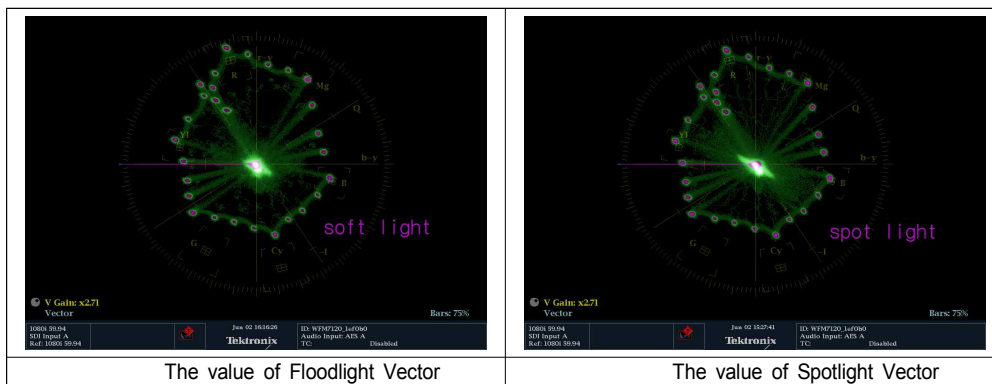 R
r-y
Mg
Q
Yl
b-y
B
soft light
G
Cy
-I
V Gain: x2.71
Vector
Bars: 75%
1080i 59.94
SDI Input A
Ref: 1080i 59.94
Jun 02 16:16:26
Tektronix
ID: WFM7120_1ef0b0
Audio Input: AES A
TC: Disabled
The value of Floodlight Vector
R
r-y
Mg
Q
Yl
b-y
B
spot light
G
Cy
-I
V Gain: x2.71
Vector
Bars: 75%
1080i 59.94
SDI Input A
Ref: 1080i 59.94
Jun 02 15:27:41
Tektronix
ID: WFM7120_1ef0b0
Audio Input: AES A
TC: Disabled
The value of Spotlight Vector